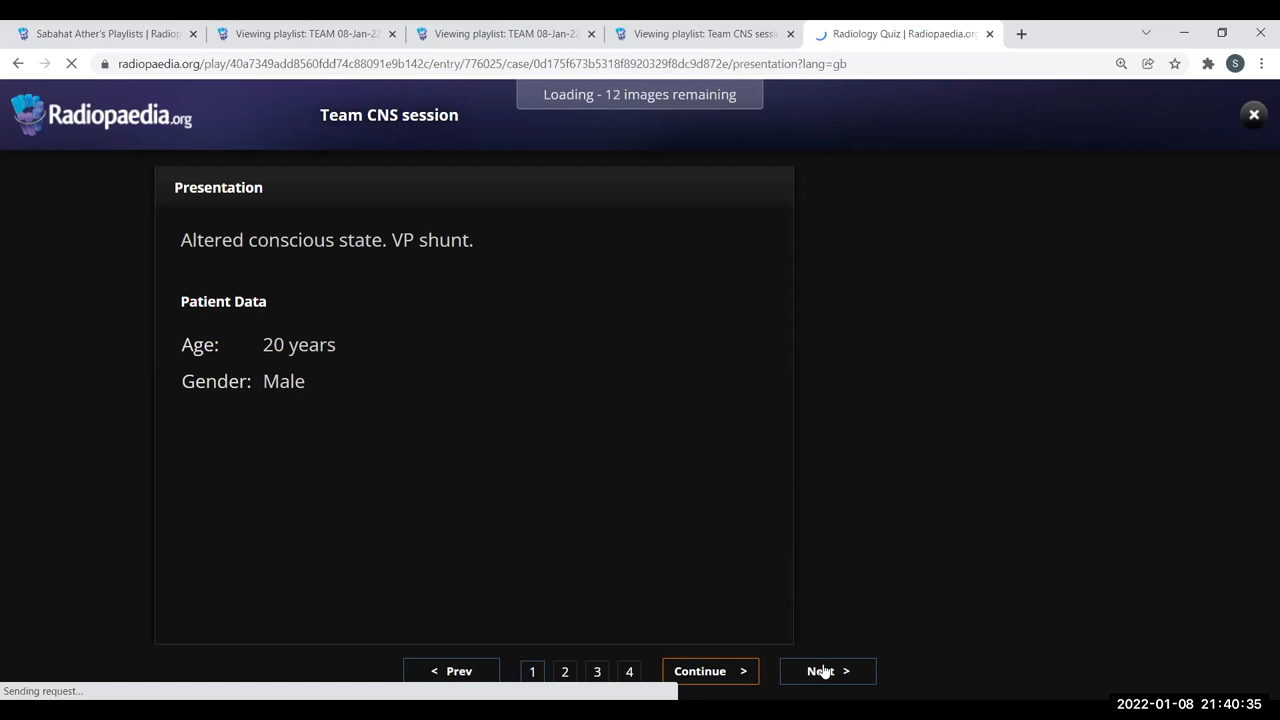 Sabahat Ather's Playlists | Radiop
Viewing playlist: TEAM 08-Jan-22
Viewing playlist: TEAM 08-Jan-22
Viewing playlist: Team CNS sessi
Radiology Quiz | Radiopaedia.org
radiopaedia.org/play/40a7349add8560fdd74c88091e9b142c/entry/776025/case/0d175f673b5318f8920329f8dc9d872e/presentation?lang=gb
S
Loading - 12 images remaining
Radiopaedia.org
Team CNS session
Presentation
Altered conscious state. VP shunt.
Patient Data
Age: 20 years
Gender: Male
< Prev 1 2 3 4 Continue > Next >
Sending request...
2022-01-08 21:40:35